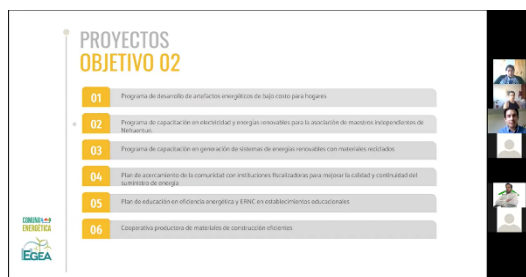 PROYECTOS
OBJETIVO 02
01 Programa de desarrollo de artefactos energéticos de bajo costo para hogares
02 Programa de capacitación en electricidad y energías renovables para la asociación de maestros independientes de
Nehuentue.
03 Programa de capacitación en generación de sistemas de energías renovables con materiales reciclados
04 Plan de acercamiento de la comunidad con instituciones fiscalizadoras para mejorar la calidad y continuidad del
suministro de energía
05 Plan de educación en eficiencia energética y ERNC en establecimientos educacionales
06 Cooperativa productora de materiales de construcción eficientes
COMUNA
ENERGÉTICA
EGEA